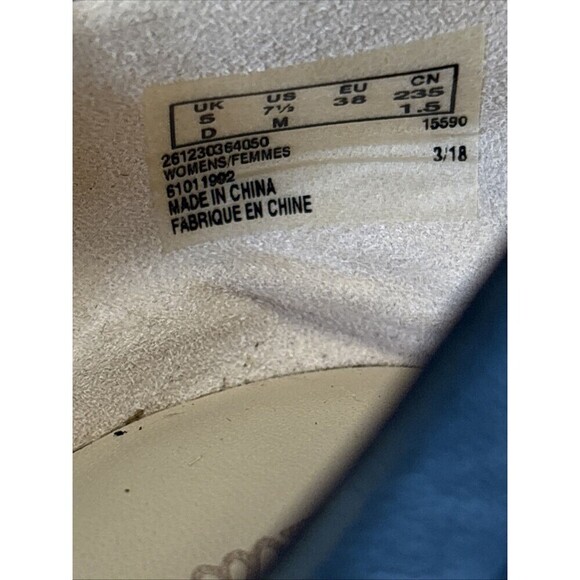 UK US EU CN
5 7½ 38 235
D M 1.5
261230364050 15590
WOMENS/FEMMES 3/18
61011992
MADE IN CHINA
FABRIQUE EN CHINE